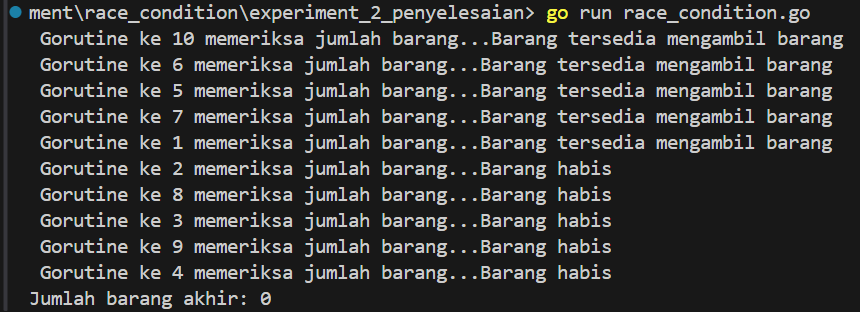 ment\race_condition\experiment_2_penyelesaian> go run race_condition.go
Gorutine ke 10 memeriksa jumlah barang...Barang tersedia mengambil barang
Gorutine ke 6 memeriksa jumlah barang...Barang tersedia mengambil barang
Gorutine ke 5 memeriksa jumlah barang...Barang tersedia mengambil barang
Gorutine ke 7 memeriksa jumlah barang...Barang tersedia mengambil barang
Gorutine ke 1 memeriksa jumlah barang...Barang tersedia mengambil barang
Gorutine ke 2 memeriksa jumlah barang...Barang habis
Gorutine ke 8 memeriksa jumlah barang...Barang habis
Gorutine ke 3 memeriksa jumlah barang...Barang habis
Gorutine ke 9 memeriksa jumlah barang...Barang habis
Gorutine ke 4 memeriksa jumlah barang...Barang habis
Jumlah barang akhir: 0